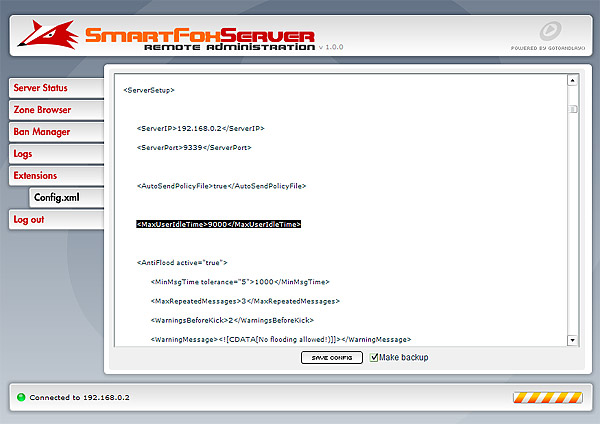 SMARTFOXSERVER
REMOTE ADMINISTRATION v 1.0.0
POWERED BY GOTOANDPLAY()
Server Status
Zone Browser
Ban Manager
Logs
Extensions
Config.xml
Log out
<ServerSetup>
<ServerIP>192.168.0.2</ServerIP>
<ServerPort>9339</ServerPort>
<AutoSendPolicyFile>true</AutoSendPolicyFile>
<MaxUserIdleTime>9000</MaxUserIdleTime>
<AntiFlood active="true">
<MinMsgTime tolerance="5">1000</MinMsgTime>
<MaxRepeatedMessages>3</MaxRepeatedMessages>
<WarningsBeforeKick>2</WarningsBeforeKick>
<WarningMessage><![CDATA[No flooding allowed!)]]></WarningMessage>
SAVE CONFIG
Make backup
Connected to 192.168.0.2